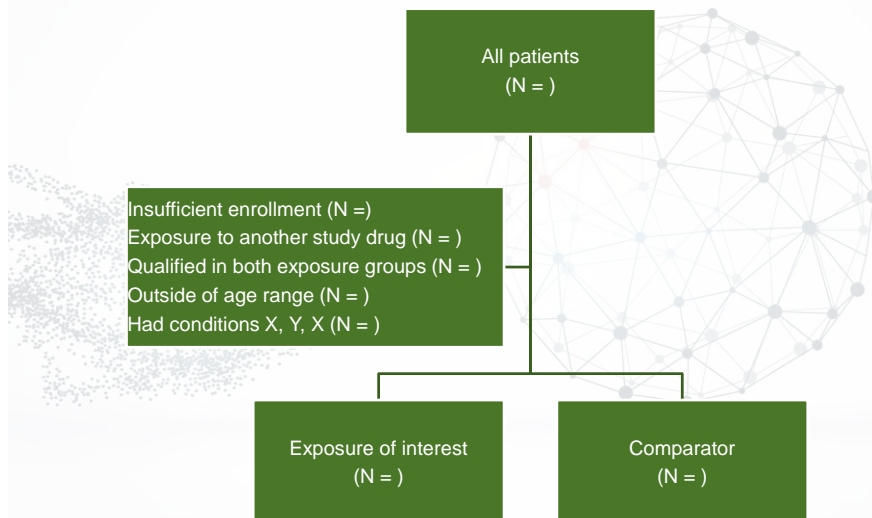 All patients
(N = )
Insufficient enrollment (N =)
Exposure to another study drug (N = )
Qualified in both exposure groups (N = )
Outside of age range (N = )
Had conditions X, Y, X (N = )
Exposure of interest
(N = )
Comparator
(N = )